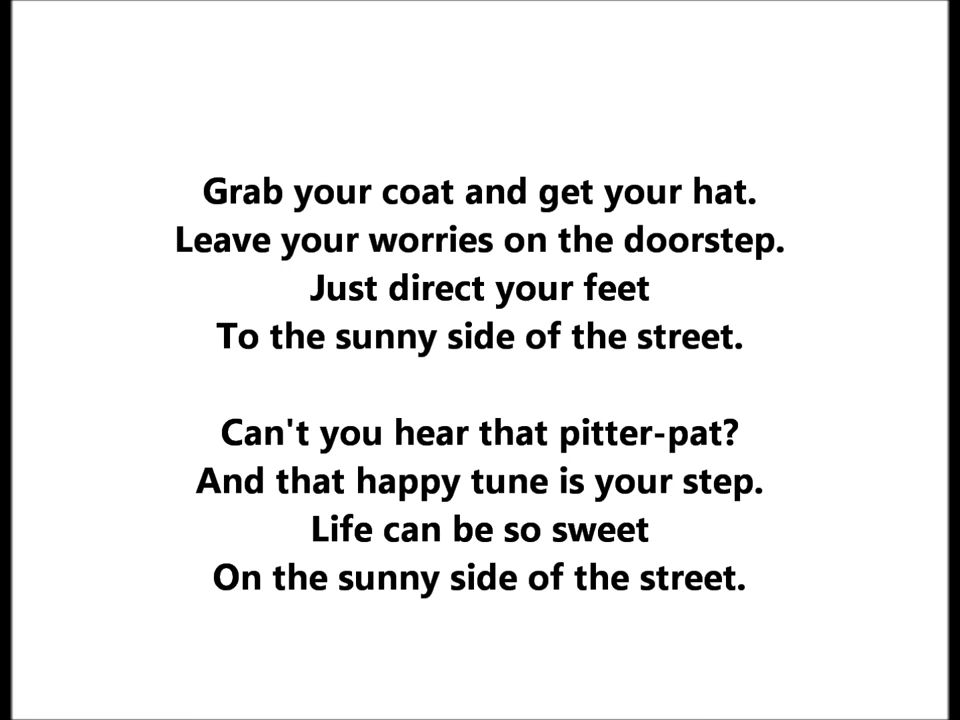 Grab your coat and get your hat.
Leave your worries on the doorstep.
Just direct your feet
To the sunny side of the street.

Can't you hear that pitter-pat?
And that happy tune is your step.
Life can be so sweet
On the sunny side of the street.